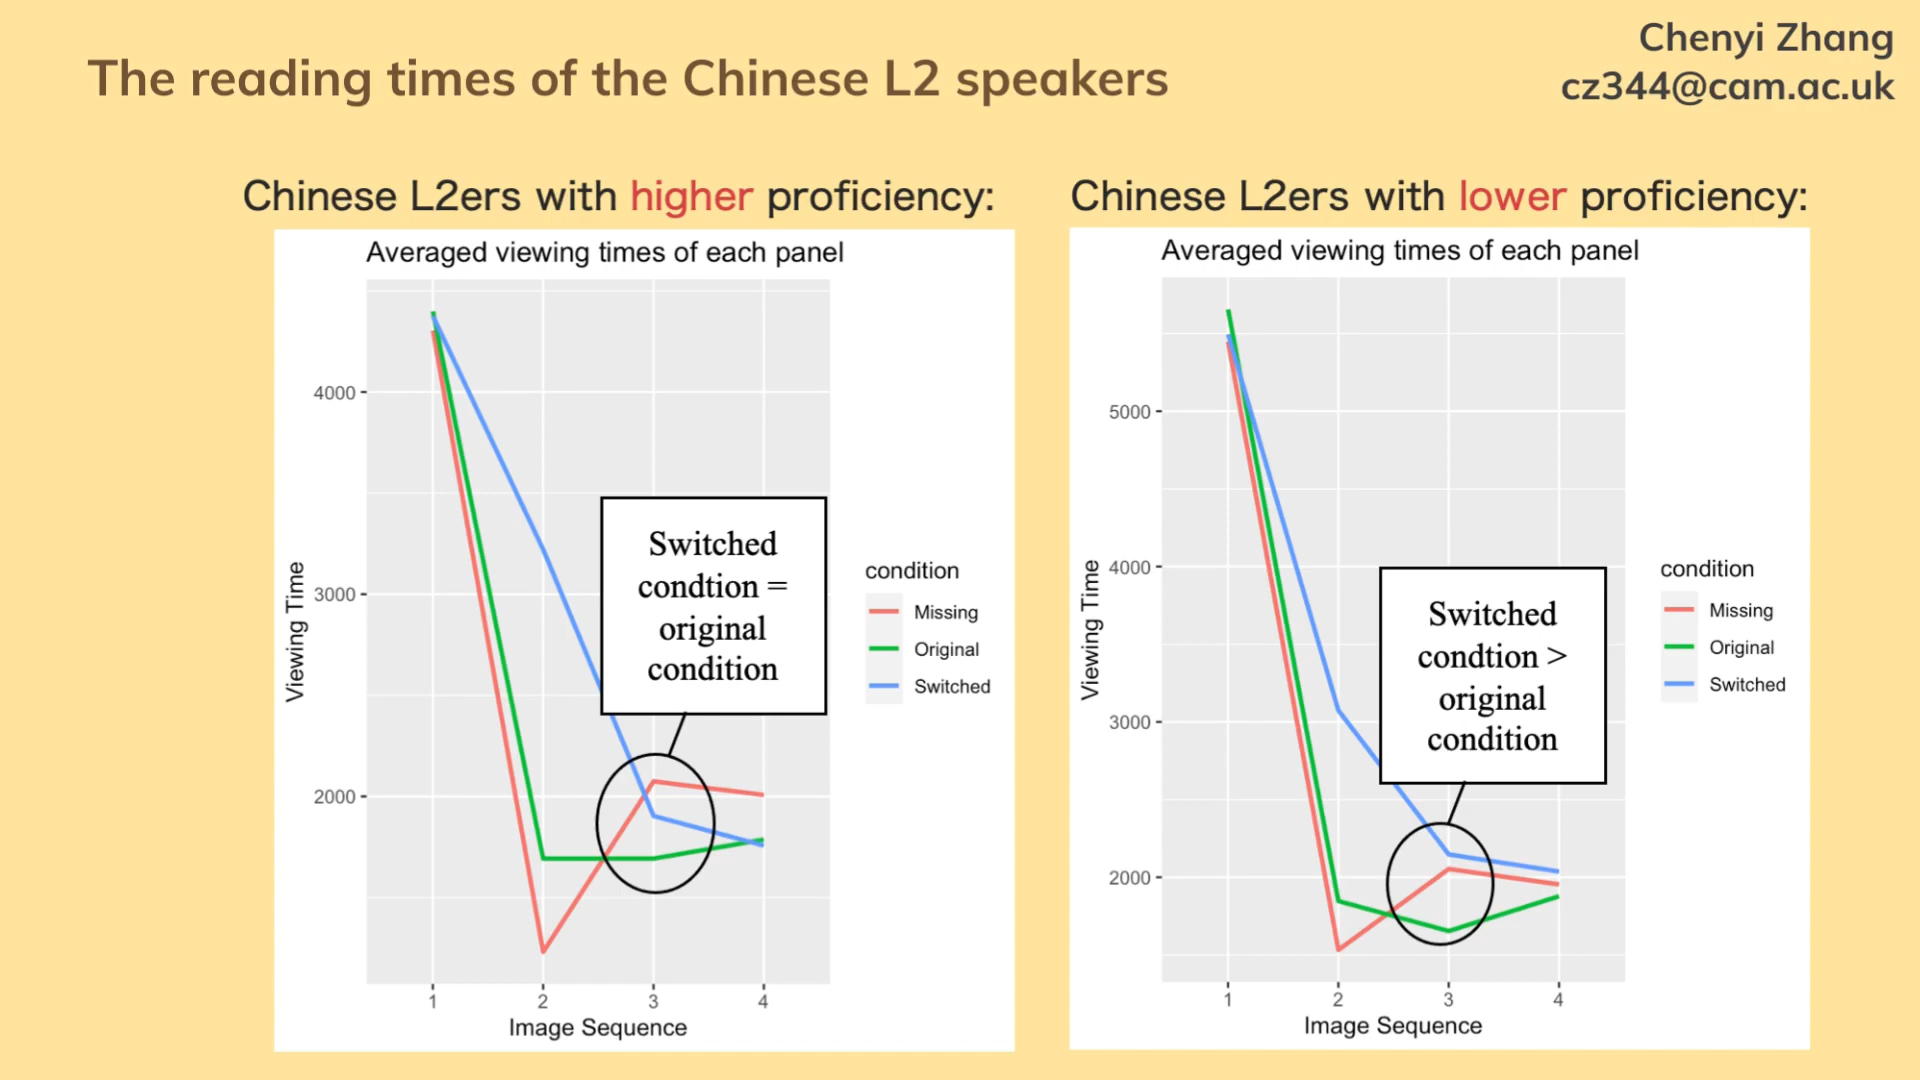 Chenyi Zhang
cz344@cam.ac.uk
The reading times of the Chinese L2 speakers
Chinese L2ers with higher proficiency:
Averaged viewing times of each panel
4000
3000
2000
Viewing Time
1
2
3
4
Image Sequence
Switched
condtion =
original
condition
condition
Missing
Original
Switched
Chinese L2ers with lower proficiency:
Averaged viewing times of each panel
5000
4000
3000
2000
Viewing Time
1
2
3
4
Image Sequence
Switched
condtion >
original
condition
condition
Missing
Original
Switched